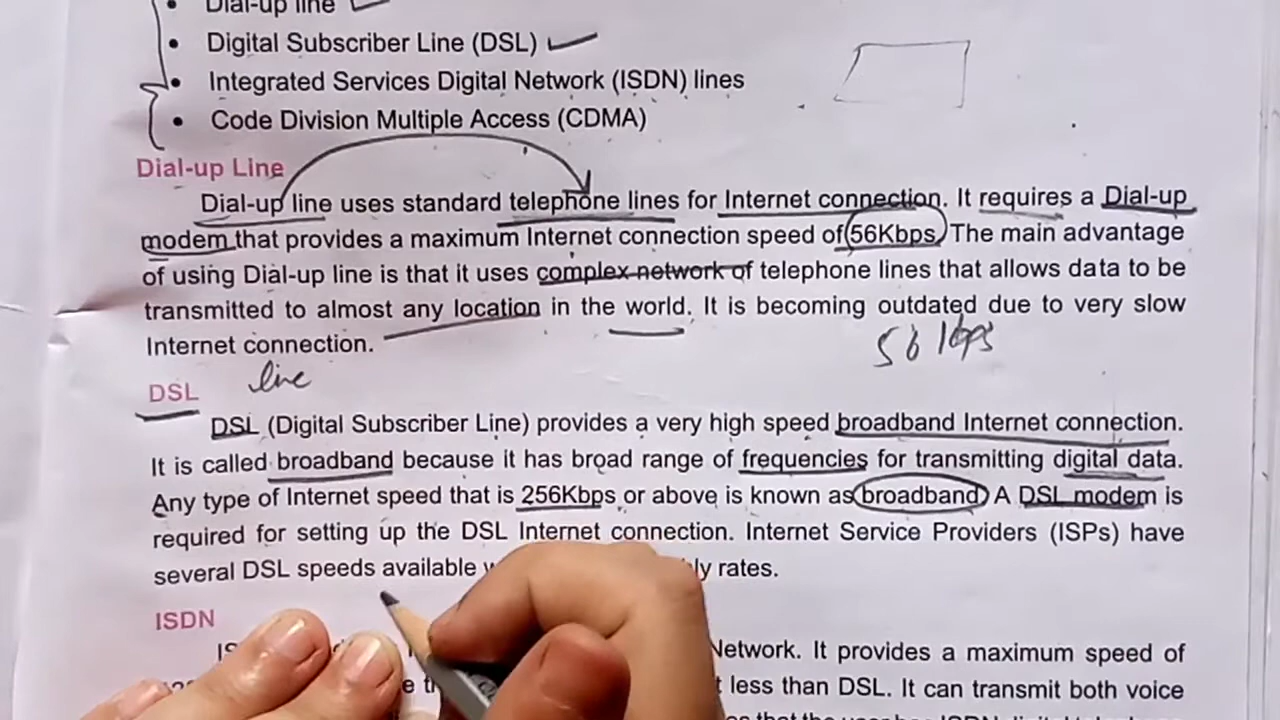 Dial-up line
Digital Subscriber Line (DSL)
Integrated Services Digital Network (ISDN) lines
Code Division Multiple Access (CDMA)
Dial-up Line
Dial-up line uses standard telephone lines for Internet connection. It requires a Dial-up
modem that provides a maximum Internet connection speed of 56Kbps. The main advantage
of using Dial-up line is that it uses complex network of telephone lines that allows data to be
transmitted to almost any location in the world. It is becoming outdated due to very slow
Internet connection.
56 kbps
line
DSL
DSL (Digital Subscriber Line) provides a very high speed broadband Internet connection.
It is called broadband because it has broad range of frequencies for transmitting digital data.
Any type of Internet speed that is 256Kbps or above is known as broadband. A DSL modem is
required for setting up the DSL Internet connection. Internet Service Providers (ISPs) have
several DSL speeds available rates.
ISDN
Network. It provides a maximum speed of
less than DSL. It can transmit both voice